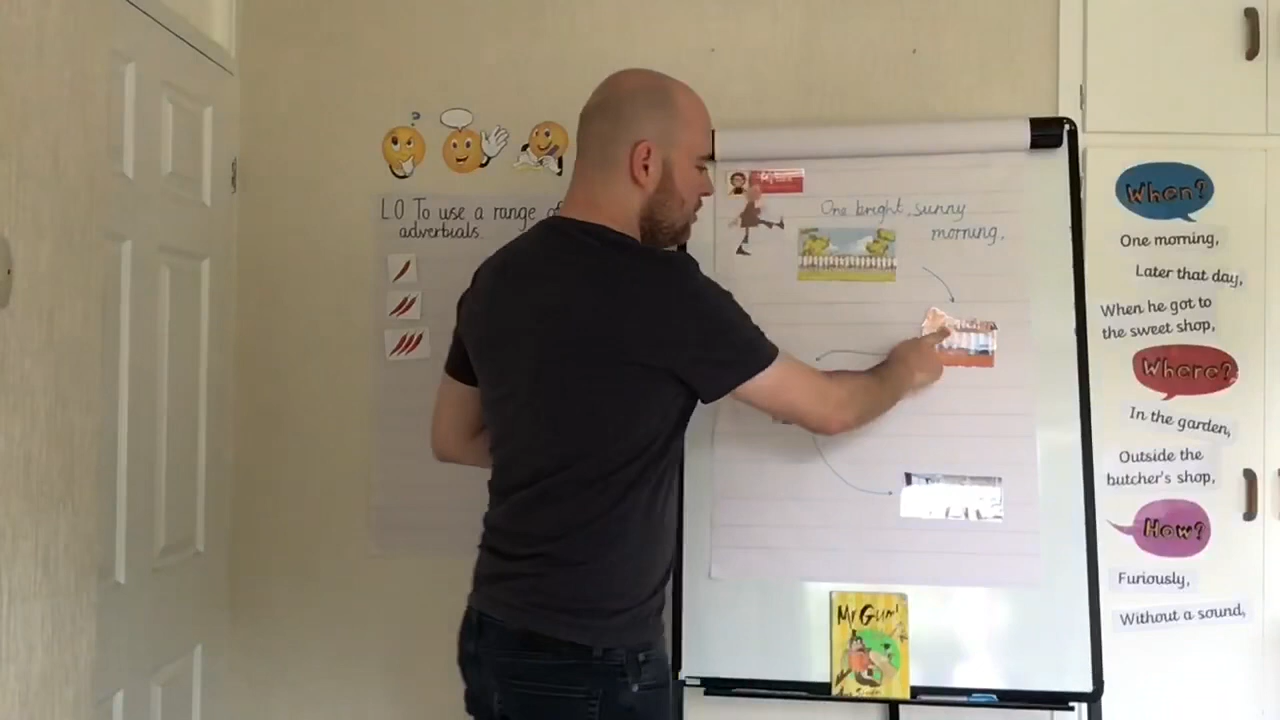 L.O To use a range of
adverbials.
One bright, sunny
morning,
Mr Gum!
When?
One morning,
Later that day,
When he got to
the sweet shop,
Where?
In the garden,
Outside the
butcher's shop,
How?
Furiously,
Without a sound,